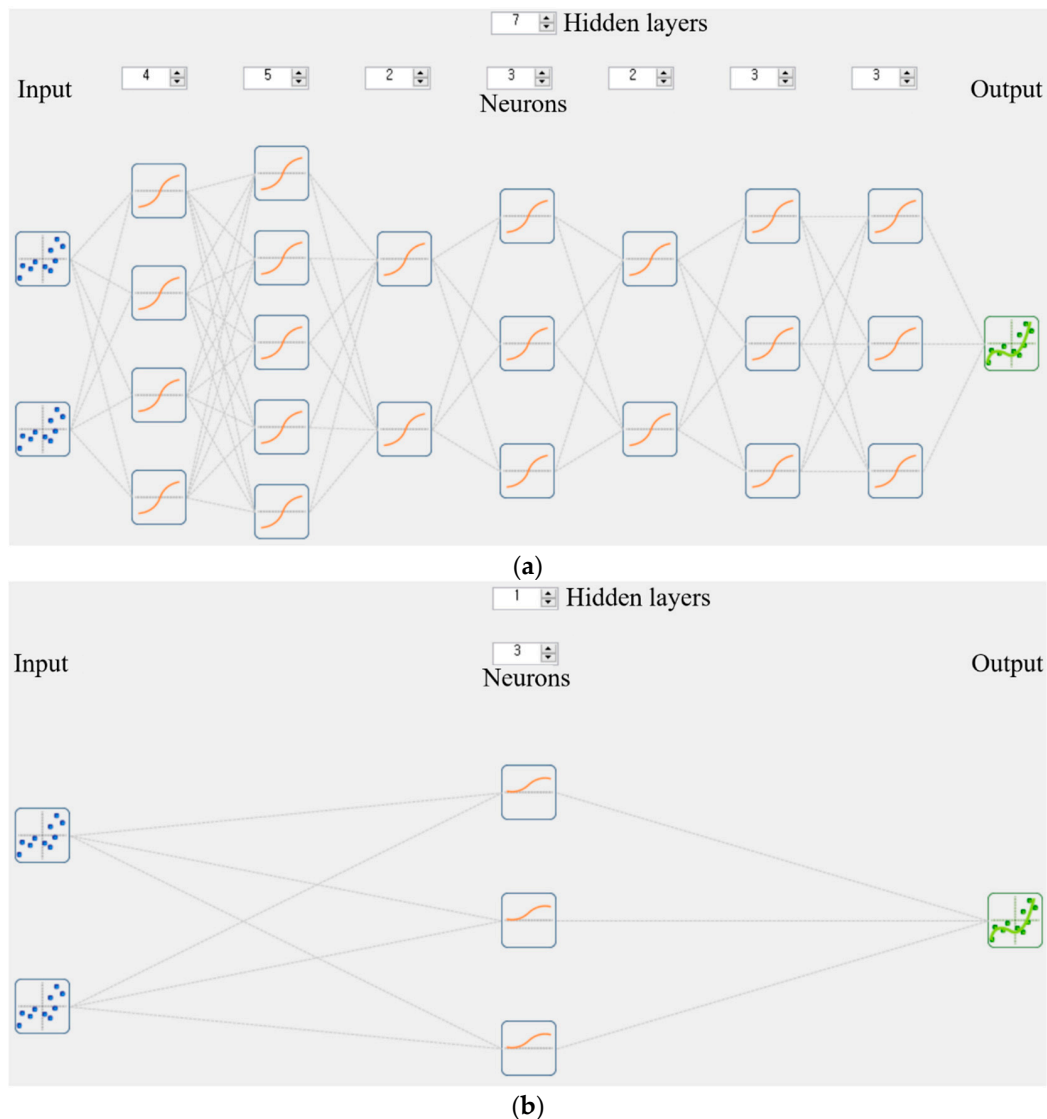 7 Hidden layers
4 5 2 3 2 3 3
Input Neurons Output
(a)
1 Hidden layers
3
Input Neurons Output
(b)